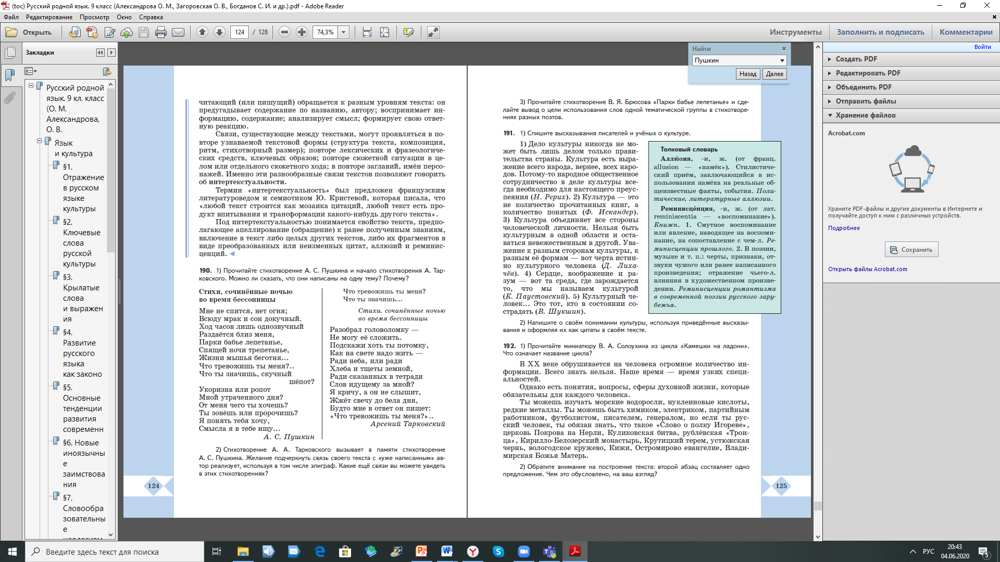 (toc) Русский родной язык. 9 класс (Александрова О. М., Загоровская О. В., Богданов С. И. и др.).pdf - Adobe Reader
Файл Редактирование Просмотр Окно Справка
Открыть 124 / 128 74,3% Инструменты Заполнить и подписать Комментарии
Закладки
Русский родной
язык. 9 кл. класс
(О. М.
Александрова,
О. В.
Язык
и культура
§1.
Отражение
в русском
языке
культуры
§2.
Ключевые
слова
русской
культуры
§3.
Крылатые
слова
и выражен
ия
§4.
Развитие
русского
языка
как законо
§5.
Основные
тенденции
развития
современн
§6. Новые
иноязычны
е
заимствова
ния
§7.
Словообра
зовательны
е
неологизм
читающий (или пишущий) обращается к разным уровням текста: он
предугадывает содержание по названию, автору; воспринимает ин-
формацию, содержание; анализирует смысл; формирует свою ответ-
ную реакцию.
Связи, существующие между текстами, могут проявляться в по-
вторе узнаваемой текстовой формы (структура текста, композиция,
ритм, стихотворный размер); повторе лексических и фразеологиче-
ских средств, ключевых образов; повторе сюжетной ситуации в це-
лом или отдельного сюжетного хода; в повторе заглавий, имён персо-
нажей. Именно эти разнообразные связи текстов позволяют говорить
об интертекстуальности.
Термин «интертекстуальность» был предложен французским
литературоведом и семиотиком Ю. Кристевой, которая писала, что
«любой текст строится как мозаика цитаций, любой текст есть про-
дукт впитывания и трансформации какого-нибудь другого текста».
Под интертекстуальностью понимается свойство текста, предпо-
лагающее апеллирование (обращение) к ранее полученным знаниям,
включение в текст либо целых других текстов, либо их фрагментов в
виде преобразованных или неизменных цитат, аллюзий и реминис-
ценций.
190. 1) Прочитайте стихотворение А. С. Пушкина и начало стихотворения А. Тар-
ковского. Можно ли сказать, что они написаны на одну тему? Почему?
Стихи, сочинённые ночью
во время бессонницы
Мне не спится, нет огня;
Всюду мрак и сон докучный.
Ход часов лишь однозвучный
Раздаётся близ меня,
Парки бабье лепетанье,
Спящей ночи трепетанье,
Жизни мышья беготня...
Что тревожишь ты меня?..
Что ты значишь, скучный
шёпот?
Укоризна или ропот
Мной утраченного дня?
От меня чего ты хочешь?
Ты зовёшь или пророчишь?
Я понять тебя хочу,
Смысла я в тебе ищу...
А. С. Пушкин
Что тревожишь ты меня?
Что ты значишь...
Стихи, сочинённые ночью
во время бессонницы
Разобрал головоломку —
Не могу её сложить.
Подскажи хоть ты потомку,
Как на свете надо жить —
Ради неба, или ради
Хлеба и тщеты земной,
Ради сказанных в тетради
Слов идущему за мной?
Я кричу, а он не слышит,
Жжёт свечу до бела дня,
Будто мне в ответ он пишет:
«Что тревожишь ты меня?»..
Арсений Тарковский
2) Стихотворение А. А. Тарковского вызывает в памяти стихотворение
А. С. Пушкина. Желание подчеркнуть связь своего текста с «уже написанным» ав-
тор реализует, используя в том числе эпиграф. Какие ещё связи вы можете увидеть
в этих стихотворениях?
124
3) Прочитайте стихотворение В. Я. Брюсова «Парки бабье лепетанье» и сде-
лайте вывод о цели использования слов одной тематической группы в стихотворе-
ниях разных поэтов.
191. 1) Спишите высказывания писателей и учёных о культуре.
1) Дело культуры никогда не мо-
жет быть лишь делом только прави-
тельства страны. Культура есть выра-
жение всего народа, вернее, всех наро-
дов. Потому-то народное общественное
сотрудничество в деле культуры все-
гда необходимо для настоящего преус-
пеяния (Н. Рерих). 2) Культура — это
не количество прочитанных книг, а
количество понятых (Ф. Искандер).
3) Культура объединяет все стороны
человеческой личности. Нельзя быть
культурным в одной области и оста-
ваться невежественным в другой. Ува-
жение к разным сторонам культуры, к
разным её формам — вот черта истин-
но культурного человека (Д. Лиха-
чёв). 4) Сердце, воображение и ра-
зум — вот та среда, где зарождается
то, что мы называем культурой
(К. Паустовский). 5) Культурный че-
ловек... Это тот, кто в состоянии со-
страдать (В. Шукшин).
Толковый словарь
Аллю́зия, -и, ж. (от франц.
allusion — «намёк»). Стилистиче-
ский приём, заключающийся в ис-
пользовании намёка на реальные об-
щеизвестные факты, события. Поли-
тические, литературные аллюзии.
Реминисце́нция, -и, ж. (от лат.
reminiscentia — «воспоминание»).
Книжн. 1. Смутное воспоминание
или явление, наводящее на воспоми-
нание, на сопоставление с чем-л. Ре-
минисценции прошлого. 2. В поэзии,
музыке и т. п.: черты, признаки, от-
звуки чужого или ранее написанного
произведения; отражение чьего-л.
влияния в художественном произве-
дении. Реминисценции романтизма
в современной поэзии русского зару-
бежья.
2) Напишите о своём понимании культуры, используя приведённые высказы-
вания и оформляя их как цитаты в своём тексте.
192. 1) Прочитайте миниатюру В. А. Солоухина из цикла «Камешки на ладони».
Что означает название цикла?
В XX веке обрушивается на человека огромное количество ин-
формации. Всего знать нельзя. Наше время — время узких специ-
альностей.
Однако есть понятия, вопросы, сферы духовной жизни, которые
обязательны для каждого человека.
Ты можешь изучать морские водоросли, нуклеиновые кислоты,
редкие металлы. Ты можешь быть химиком, электриком, партийным
работником, футболистом, писателем, генералом, но если ты рус-
ский человек, ты обязан знать, что такое «Слово о полку Игореве»,
церковь Покрова на Нерли, Куликовская битва, рублёвская «Трои-
ца», Кирилло-Белозерский монастырь, Крутицкий терем, устюжская
чернь, вологодское кружево, Кижи, Остромирово евангелие, Влади-
мирская Божья Матерь.
2) Обратите внимание на построение текста: второй абзац составляет одно
предложение. Чем это обусловлено, на ваш взгляд?
125
Найти
Пушкин
Назад Далее
Войти
Создать PDF
Редактировать PDF
Объединить PDF
Отправить файлы
Хранение файлов
Acrobat.com
Храните PDF-файлы и другие документы в Интернете и
получайте доступ к ним с различных устройств.
Подробнее
Сохранить
Открыть файлы Acrobat.com
Введите здесь текст для поиска
РУС
20:43
04.06.2020
5